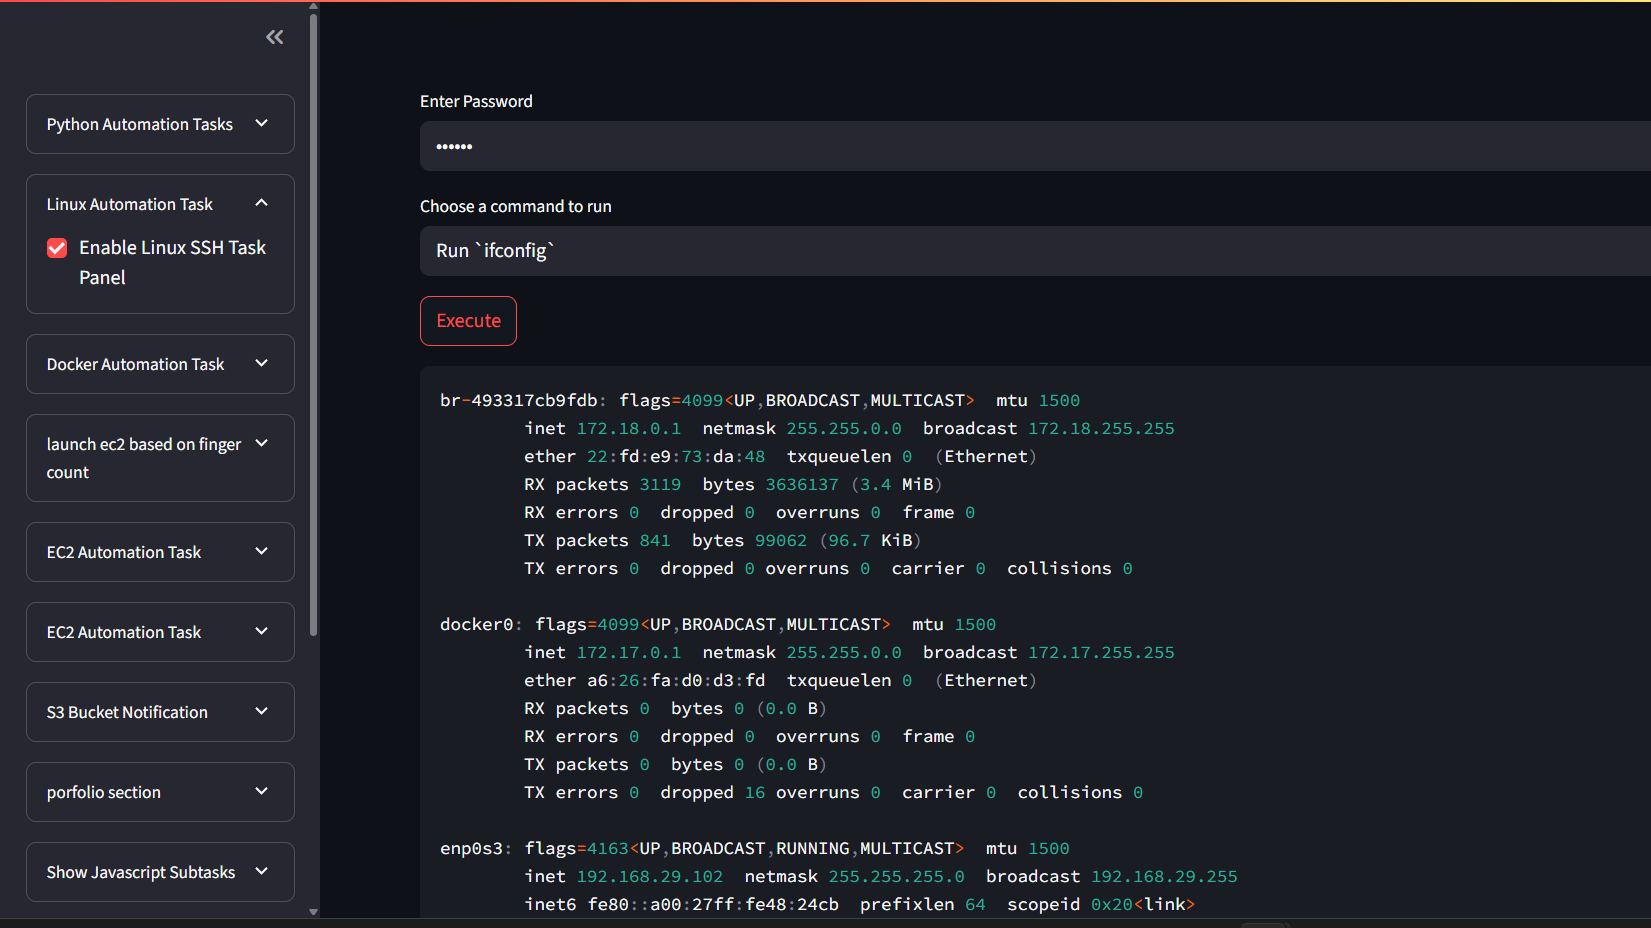 Python Automation Tasks
Linux Automation Task
Enable Linux SSH Task
Panel
Docker Automation Task
launch ec2 based on finger
count
EC2 Automation Task
EC2 Automation Task
S3 Bucket Notification
porfolio section
Show Javascript Subtasks
Enter Password
••••••
Choose a command to run
Run `ifconfig`
Execute
br-493317cb9fdb: flags=4099<UP,BROADCAST,MULTICAST>  mtu 1500
        inet 172.18.0.1  netmask 255.255.0.0  broadcast 172.18.255.255
        ether 22:fd:e9:73:da:48  txqueuelen 0  (Ethernet)
        RX packets 3119  bytes 3636137 (3.4 MiB)
        RX errors 0  dropped 0  overruns 0  frame 0
        TX packets 841  bytes 99062 (96.7 KiB)
        TX errors 0  dropped 0 overruns 0  carrier 0  collisions 0
docker0: flags=4099<UP,BROADCAST,MULTICAST>  mtu 1500
        inet 172.17.0.1  netmask 255.255.0.0  broadcast 172.17.255.255
        ether a6:26:fa:d0:d3:fd  txqueuelen 0  (Ethernet)
        RX packets 0  bytes 0 (0.0 B)
        RX errors 0  dropped 0  overruns 0  frame 0
        TX packets 0  bytes 0 (0.0 B)
        TX errors 0  dropped 16 overruns 0  carrier 0  collisions 0
enp0s3: flags=4163<UP,BROADCAST,RUNNING,MULTICAST>  mtu 1500
        inet 192.168.29.102  netmask 255.255.255.0  broadcast 192.168.29.255
        inet6 fe80::a00:27ff:fe48:24cb  prefixlen 64  scopeid 0x20<link>